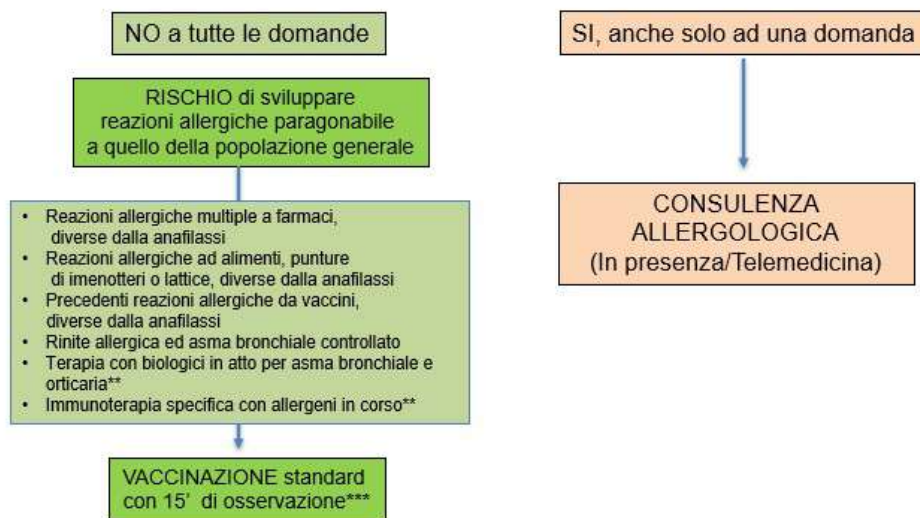 NO a tutte le domande
SI, anche solo ad una domanda
RISCHIO di sviluppare
reazioni allergiche paragonabile
a quello della popolazione generale
• Reazioni allergiche multiple a farmaci,
diverse dalla anafilassi
• Reazioni allergiche ad alimenti, punture
di imenotteri o lattice, diverse dalla anafilassi
• Precedenti reazioni allergiche da vaccini,
diverse dalla anafilassi
• Rinite allergica ed asma bronchiale controllato
• Terapia con biologici in atto per asma bronchiale e
orticaria**
• Immunoterapia specifica con allergeni in corso**
CONSULENZA
ALLERGOLOGICA
(In presenza/Telemedicina)
VACCINAZIONE standard
con 15' di osservazione***